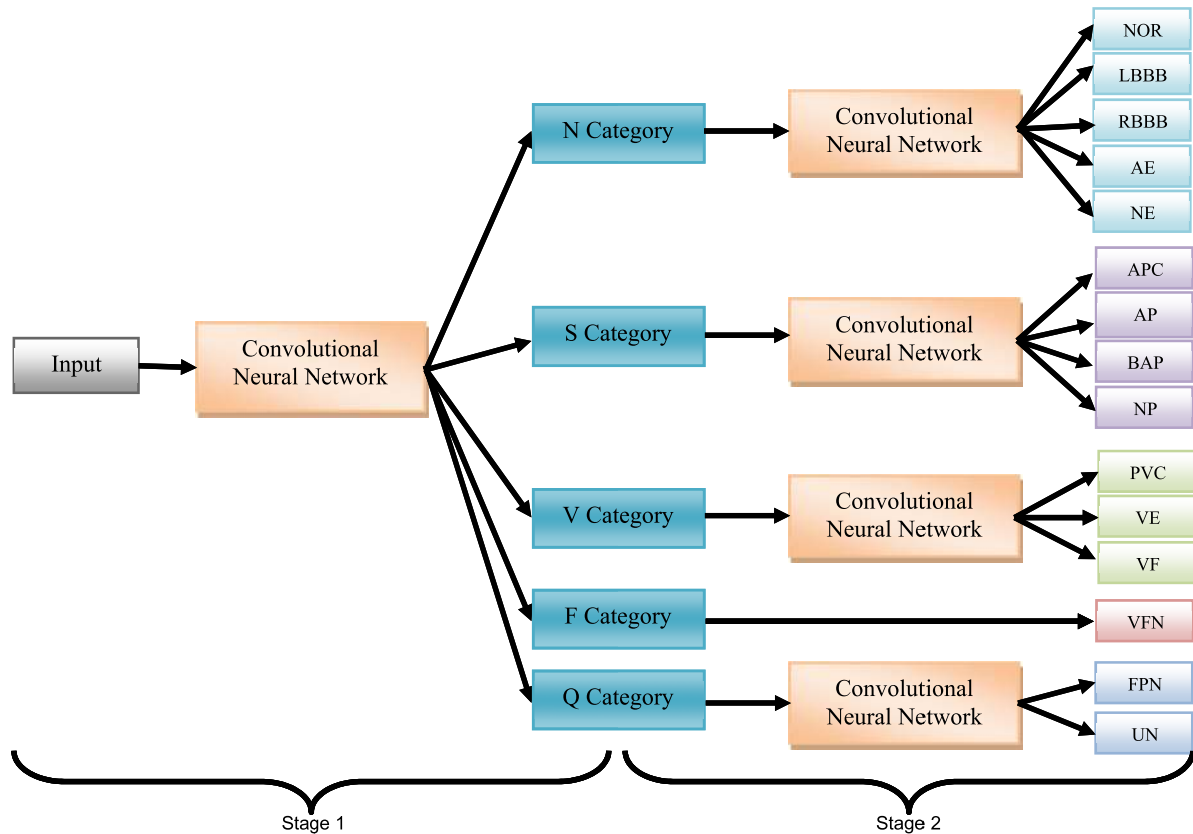 Input
Convolutional
Neural Network
N Category
S Category
V Category
F Category
Q Category
Convolutional
Neural Network
Convolutional
Neural Network
Convolutional
Neural Network
Convolutional
Neural Network
NOR
LBBB
RBBB
AE
NE
APC
AP
BAP
NP
PVC
VE
VF
VFN
FPN
UN
Stage 1
Stage 2